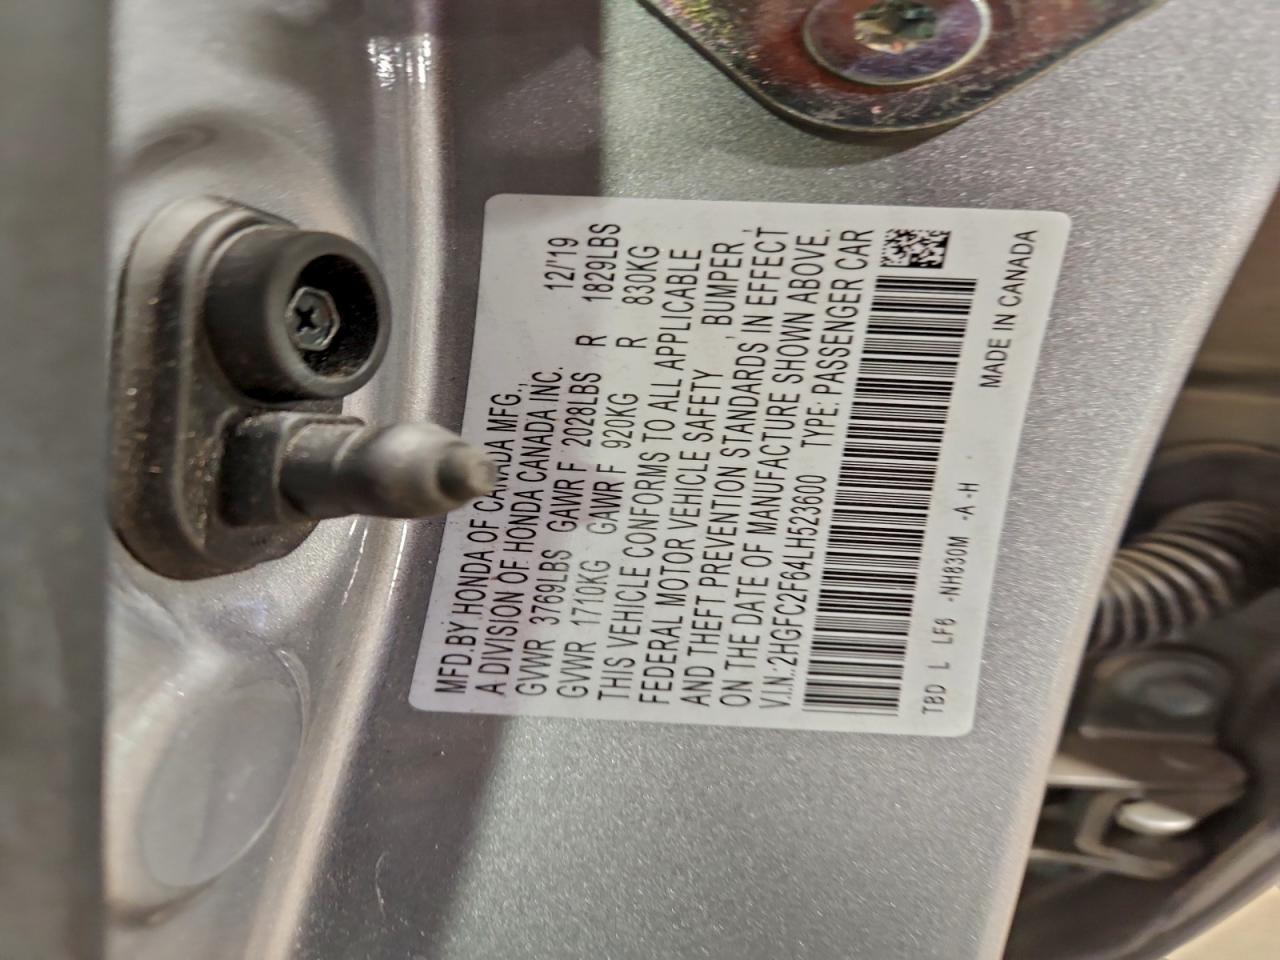 MFD.BY HONDA OF CANADA MFG., 12/'19
A DIVISION OF HONDA CANADA INC.
GVWR 3769LBS GAWR F 2028LBS R 1829LBS
GVWR 1710KG GAWR F 920KG R 830KG
THIS VEHICLE CONFORMS TO ALL APPLICABLE
FEDERAL MOTOR VEHICLE SAFETY, BUMPER,
AND THEFT PREVENTION STANDARDS IN EFFECT
ON THE DATE OF MANUFACTURE SHOWN ABOVE.
V.I.N.:2HGFC2F64LH523600 TYPE: PASSENGER CAR
TBD L LF6 -NH830M -A -H MADE IN CANADA